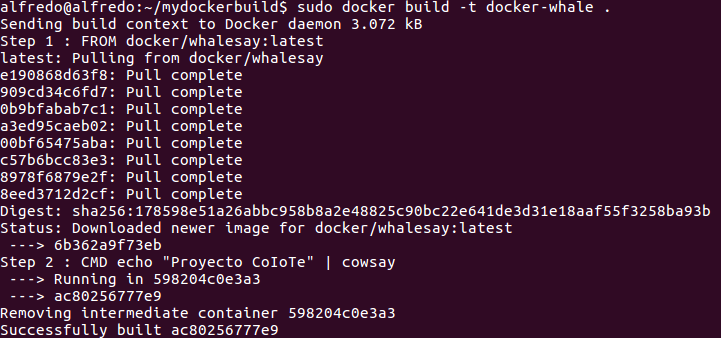 alfredo@alfredo:~/mydockerbuild$ sudo docker build -t docker-whale .
Sending build context to Docker daemon 3.072 kB
Step 1 : FROM docker/whalesay:latest
latest: Pulling from docker/whalesay
e190868d63f8: Pull complete
909cd34c6fd7: Pull complete
0b9bfabab7c1: Pull complete
a3ed95caeb02: Pull complete
00bf65475aba: Pull complete
c57b6bcc83e3: Pull complete
8978f6879e2f: Pull complete
8eed3712d2cf: Pull complete
Digest: sha256:178598e51a26abbc958b8a2e48825c90bc22e641de3d31e18aaf55f3258ba93b
Status: Downloaded newer image for docker/whalesay:latest
 ---> 6b362a9f73eb
Step 2 : CMD echo "Proyecto CoIoTe" | cowsay
 ---> Running in 598204c0e3a3
 ---> ac80256777e9
Removing intermediate container 598204c0e3a3
Successfully built ac80256777e9